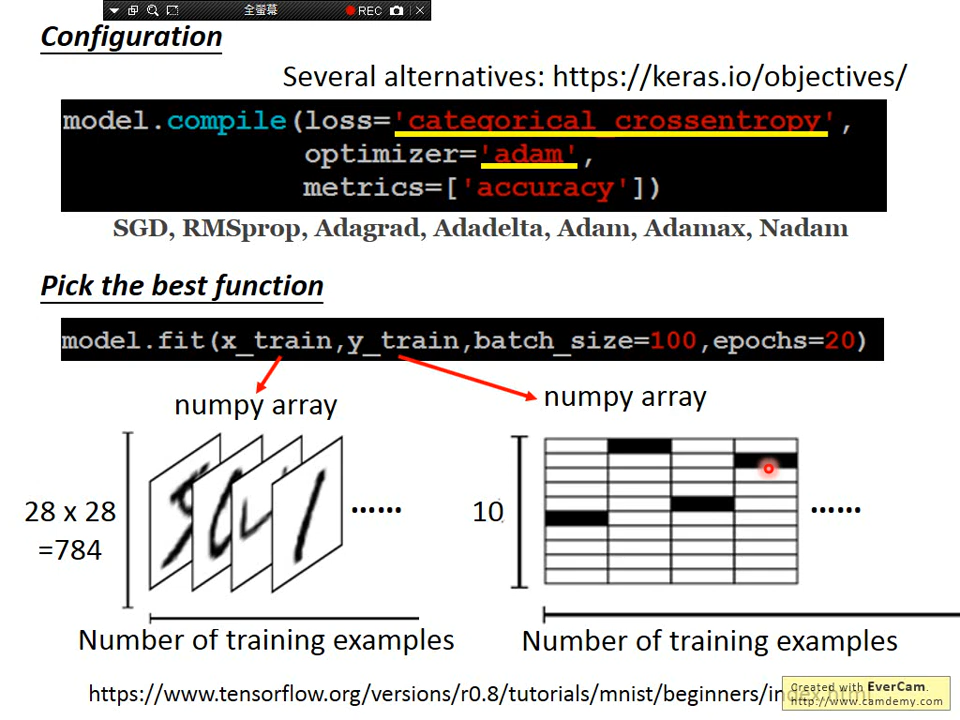 全螢幕
REC
Configuration
Several alternatives: https://keras.io/objectives/
model.compile(loss='categorical_crossentropy',
optimizer='adam',
metrics=['accuracy'])
SGD, RMSprop, Adagrad, Adadelta, Adam, Adamax, Nadam
Pick the best function
model.fit(x_train,y_train,batch_size=100,epochs=20)
numpy array
numpy array
28 x 28
=784
......
10
......
Number of training examples
Number of training examples
https://www.tensorflow.org/versions/r0.8/tutorials/mnist/beginners/index.html
Created with EverCam.
http://www.camdemy.com